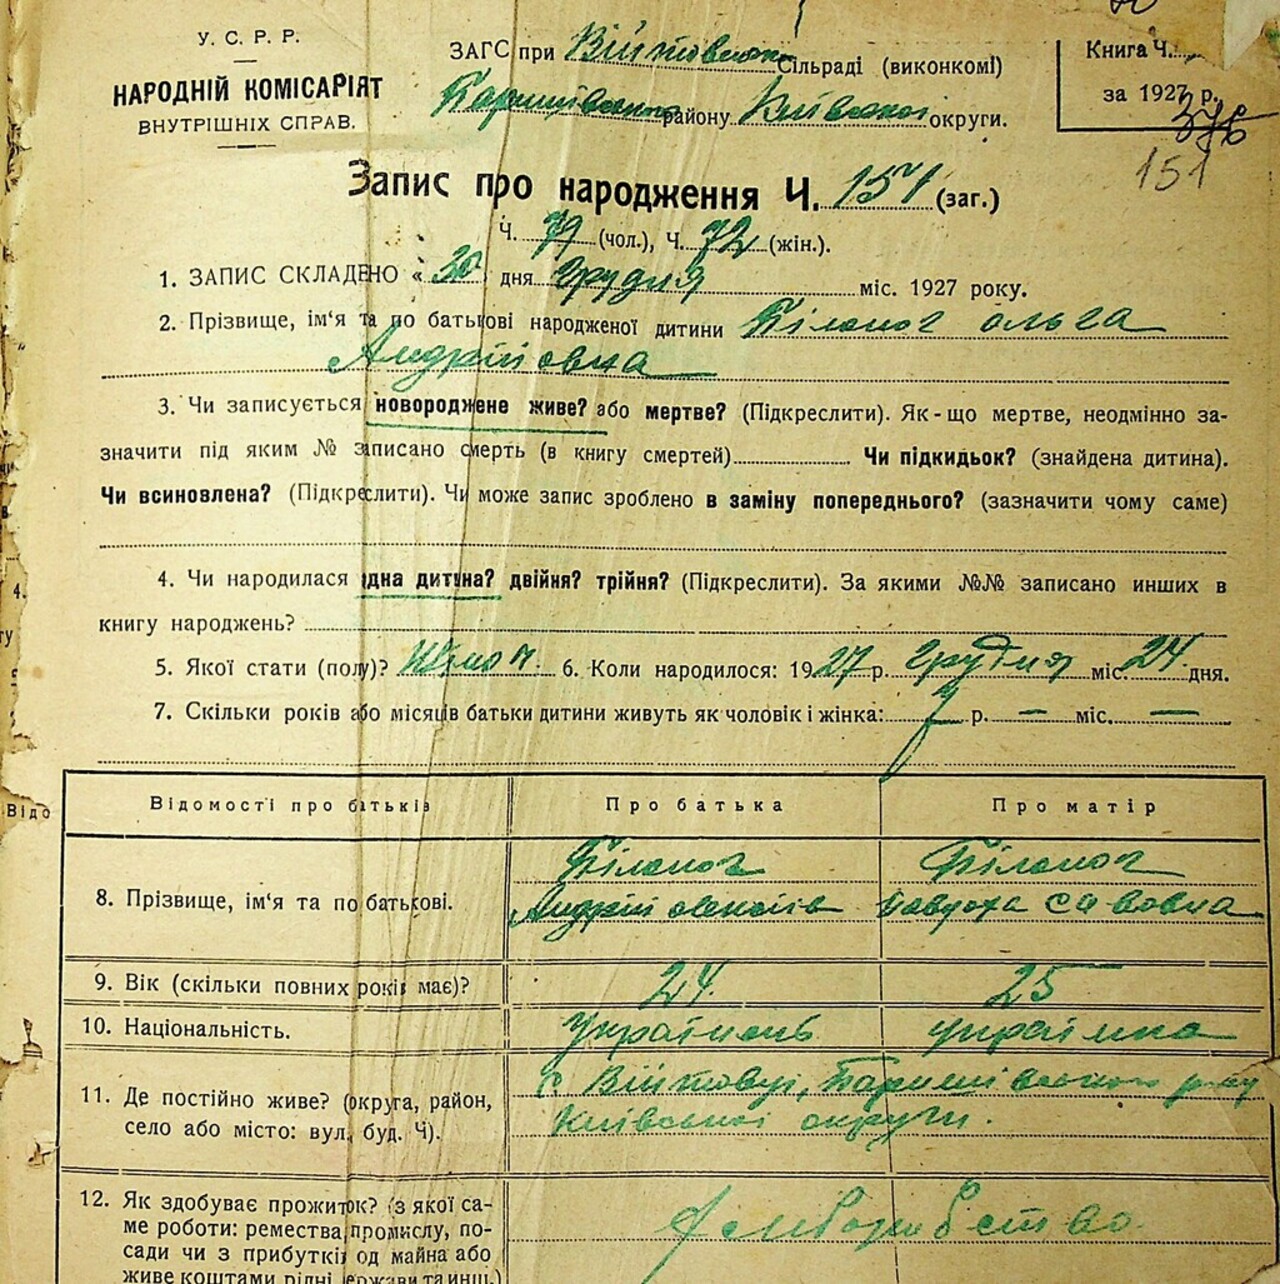 У. С. Р. Р.
НАРОДНІЙ КОМІСАРІЯТ
ВНУТРІШНІХ СПРАВ.
ЗАГС при Війтовській Сільраді (виконкомі)
Баришівського району Київської округи.
Книга Ч.
за 1927 р.
376
151
Запис про народження Ч. 151 (заг.)
Ч. 79 (чол.), Ч. 72 (жін.).
1. ЗАПИС СКЛАДЕНО « 30 » дня Грудня міс. 1927 року.
2. Прізвище, ім‘я та по батькові народженої дитини Білоног Ольга
Андріївна
3. Чи записується новороджене живе? або мертве? (Підкреслити). Як-що мертве, неодмінно за-
значити під яким № записано смерть (в книгу смертей) Чи підкидьок? (знайдена дитина).
Чи всиновлена? (Підкреслити). Чи може запис зроблено в заміну попереднього? (зазначити чому саме)
4. Чи народилася одна дитина? двійня? трійня? (Підкреслити). За якими №№ записано инших в
книгу народжень?
5. Якої стати (полу)? Жіноч. 6. Коли народилося: 1927 р. Грудня міс. 24 дня.
7. Скільки років або місяців батьки дитини живуть як чоловік і жінка: 7 р. — міс. —
Відо
Відомості про батьків
Про батька
Про матір
8. Прізвище, ім‘я та по батькові.
Білоног
Андрій
Білоног
Савовна
9. Вік (скільки повних років має)?
24.
25
10. Національність.
Українець
українка
11. Де постійно живе? (округа, район,
село або місто: вул., буд. Ч).
с. Війтовці, Баришівського р-ну
Київської округи.
12. Як здобуває прожиток? (з якої са-
ме роботи: ремества, промислу, по-
сади чи з прибутків од майна або
живе коштами рідні, держави та инш.)
Хліборобство